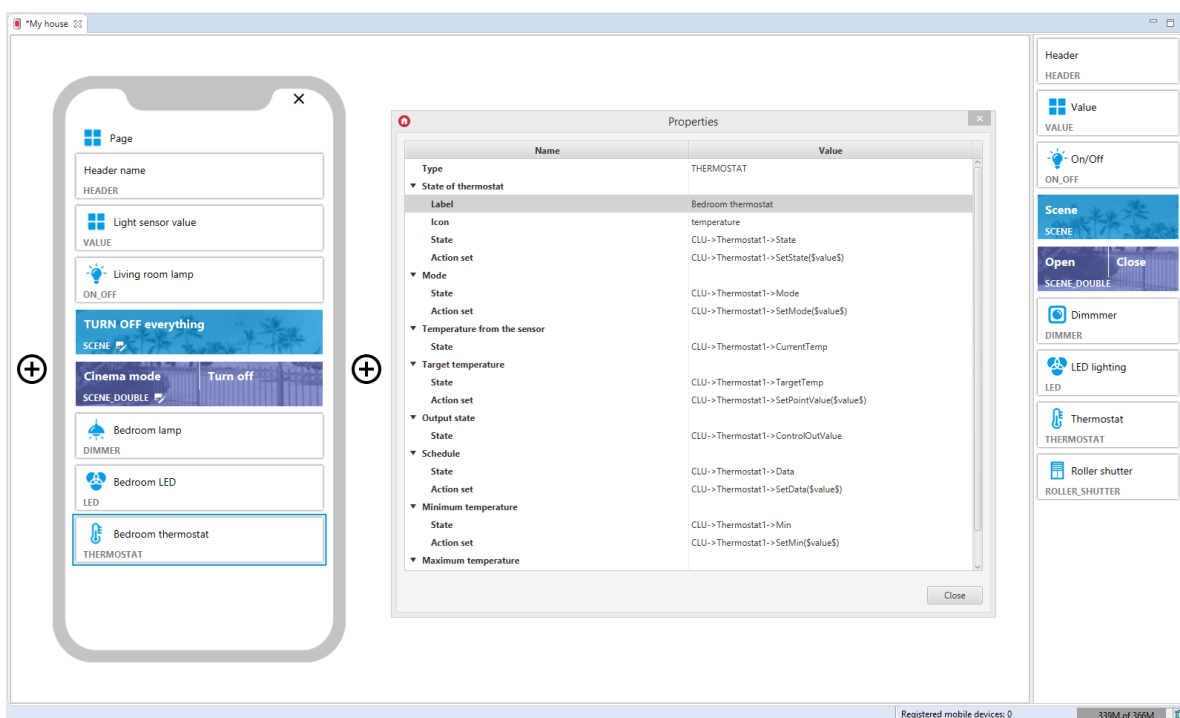 *My house
Page
Header name
HEADER
Light sensor value
VALUE
Living room lamp
ON_OFF
TURN OFF everything
SCENE
Cinema mode Turn off
SCENE_DOUBLE
Bedroom lamp
DIMMER
Bedroom LED
LED
Bedroom thermostat
THERMOSTAT
Properties
Name Value
Type THERMOSTAT
State of thermostat
Label Bedroom thermostat
Icon temperature
State CLU->Thermostat1->State
Action set CLU->Thermostat1->SetState($value$)
Mode
State CLU->Thermostat1->Mode
Action set CLU->Thermostat1->SetMode($value$)
Temperature from the sensor
State CLU->Thermostat1->CurrentTemp
Target temperature
State CLU->Thermostat1->TargetTemp
Action set CLU->Thermostat1->SetPointValue($value$)
Output state
State CLU->Thermostat1->ControlOutValue
Schedule
State CLU->Thermostat1->Data
Action set CLU->Thermostat1->SetData($value$)
Minimum temperature
State CLU->Thermostat1->Min
Action set CLU->Thermostat1->SetMin($value$)
Maximum temperature
Close
Header
HEADER
Value
VALUE
On/Off
ON_OFF
Scene
SCENE
Open Close
SCENE_DOUBLE
Dimmmer
DIMMER
LED lighting
LED
Thermostat
THERMOSTAT
Roller shutter
ROLLER_SHUTTER
Registered mobile devices: 0
339M of 366M